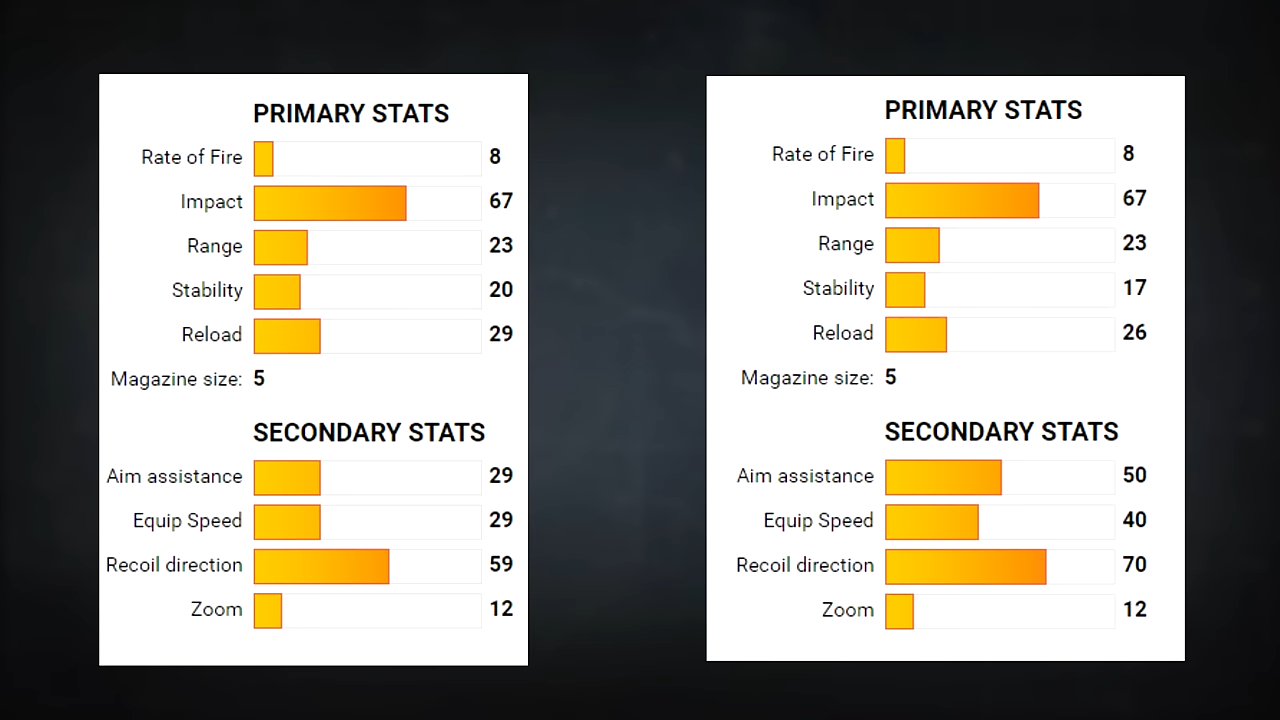 PRIMARY STATS
Rate of Fire 8
Impact 67
Range 23
Stability 20
Reload 29
Magazine size: 5
SECONDARY STATS
Aim assistance 29
Equip Speed 29
Recoil direction 59
Zoom 12
PRIMARY STATS
Rate of Fire 8
Impact 67
Range 23
Stability 17
Reload 26
Magazine size: 5
SECONDARY STATS
Aim assistance 50
Equip Speed 40
Recoil direction 70
Zoom 12